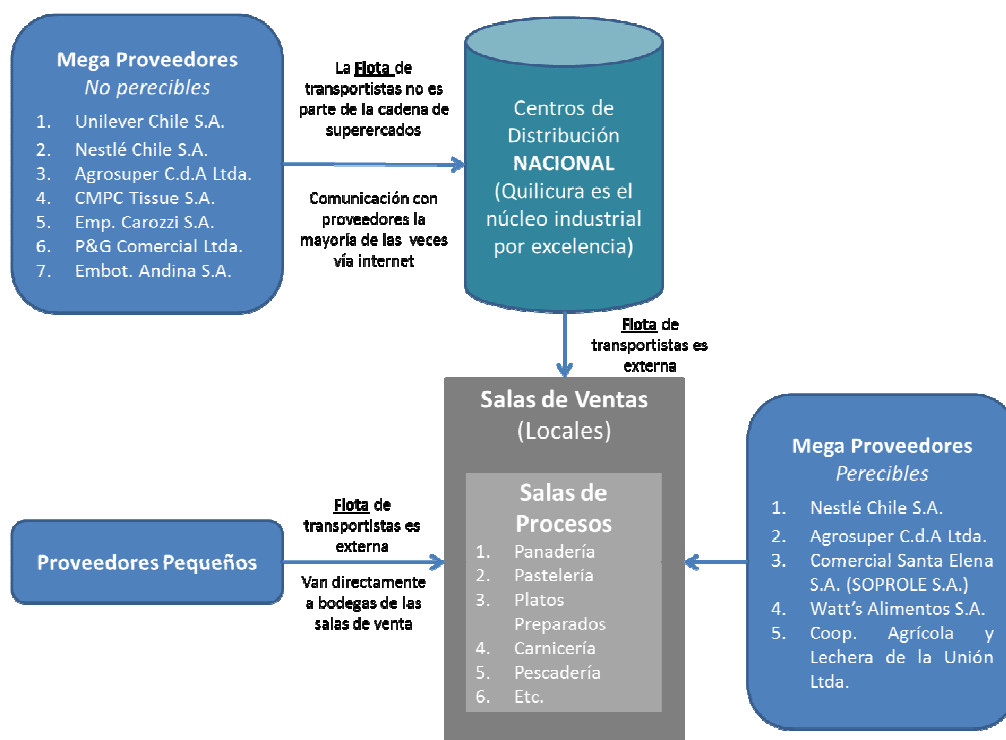 Mega Proveedores
No perecibles
1. Unilever Chile S.A.
2. Nestlé Chile S.A.
3. Agrosuper C.d.A Ltda.
4. CMPC Tissue S.A.
5. Emp. Carozzi S.A.
6. P&G Comercial Ltda.
7. Embot. Andina S.A.
La Flota de
transportistas no es
parte de la cadena de
superercados
Comunicación con
proveedores la
mayoría de las veces
vía internet
Centros de
Distribución
NACIONAL
(Quilicura es el
núcleo industrial
por excelencia)
Flota de
transportistas es
externa
Salas de Ventas
(Locales)
Salas de
Procesos
1. Panadería
2. Pastelería
3. Platos
Preparados
4. Carnicería
5. Pescadería
6. Etc.
Proveedores Pequeños
Flota de
transportistas es
externa
Van directamente
a bodegas de las
salas de venta
Mega Proveedores
Perecibles
1. Nestlé Chile S.A.
2. Agrosuper C.d.A Ltda.
3. Comercial Santa Elena
S.A. (SOPROLE S.A.)
4. Watt's Alimentos S.A.
5. Coop. Agrícola y
Lechera de la Unión
Ltda.